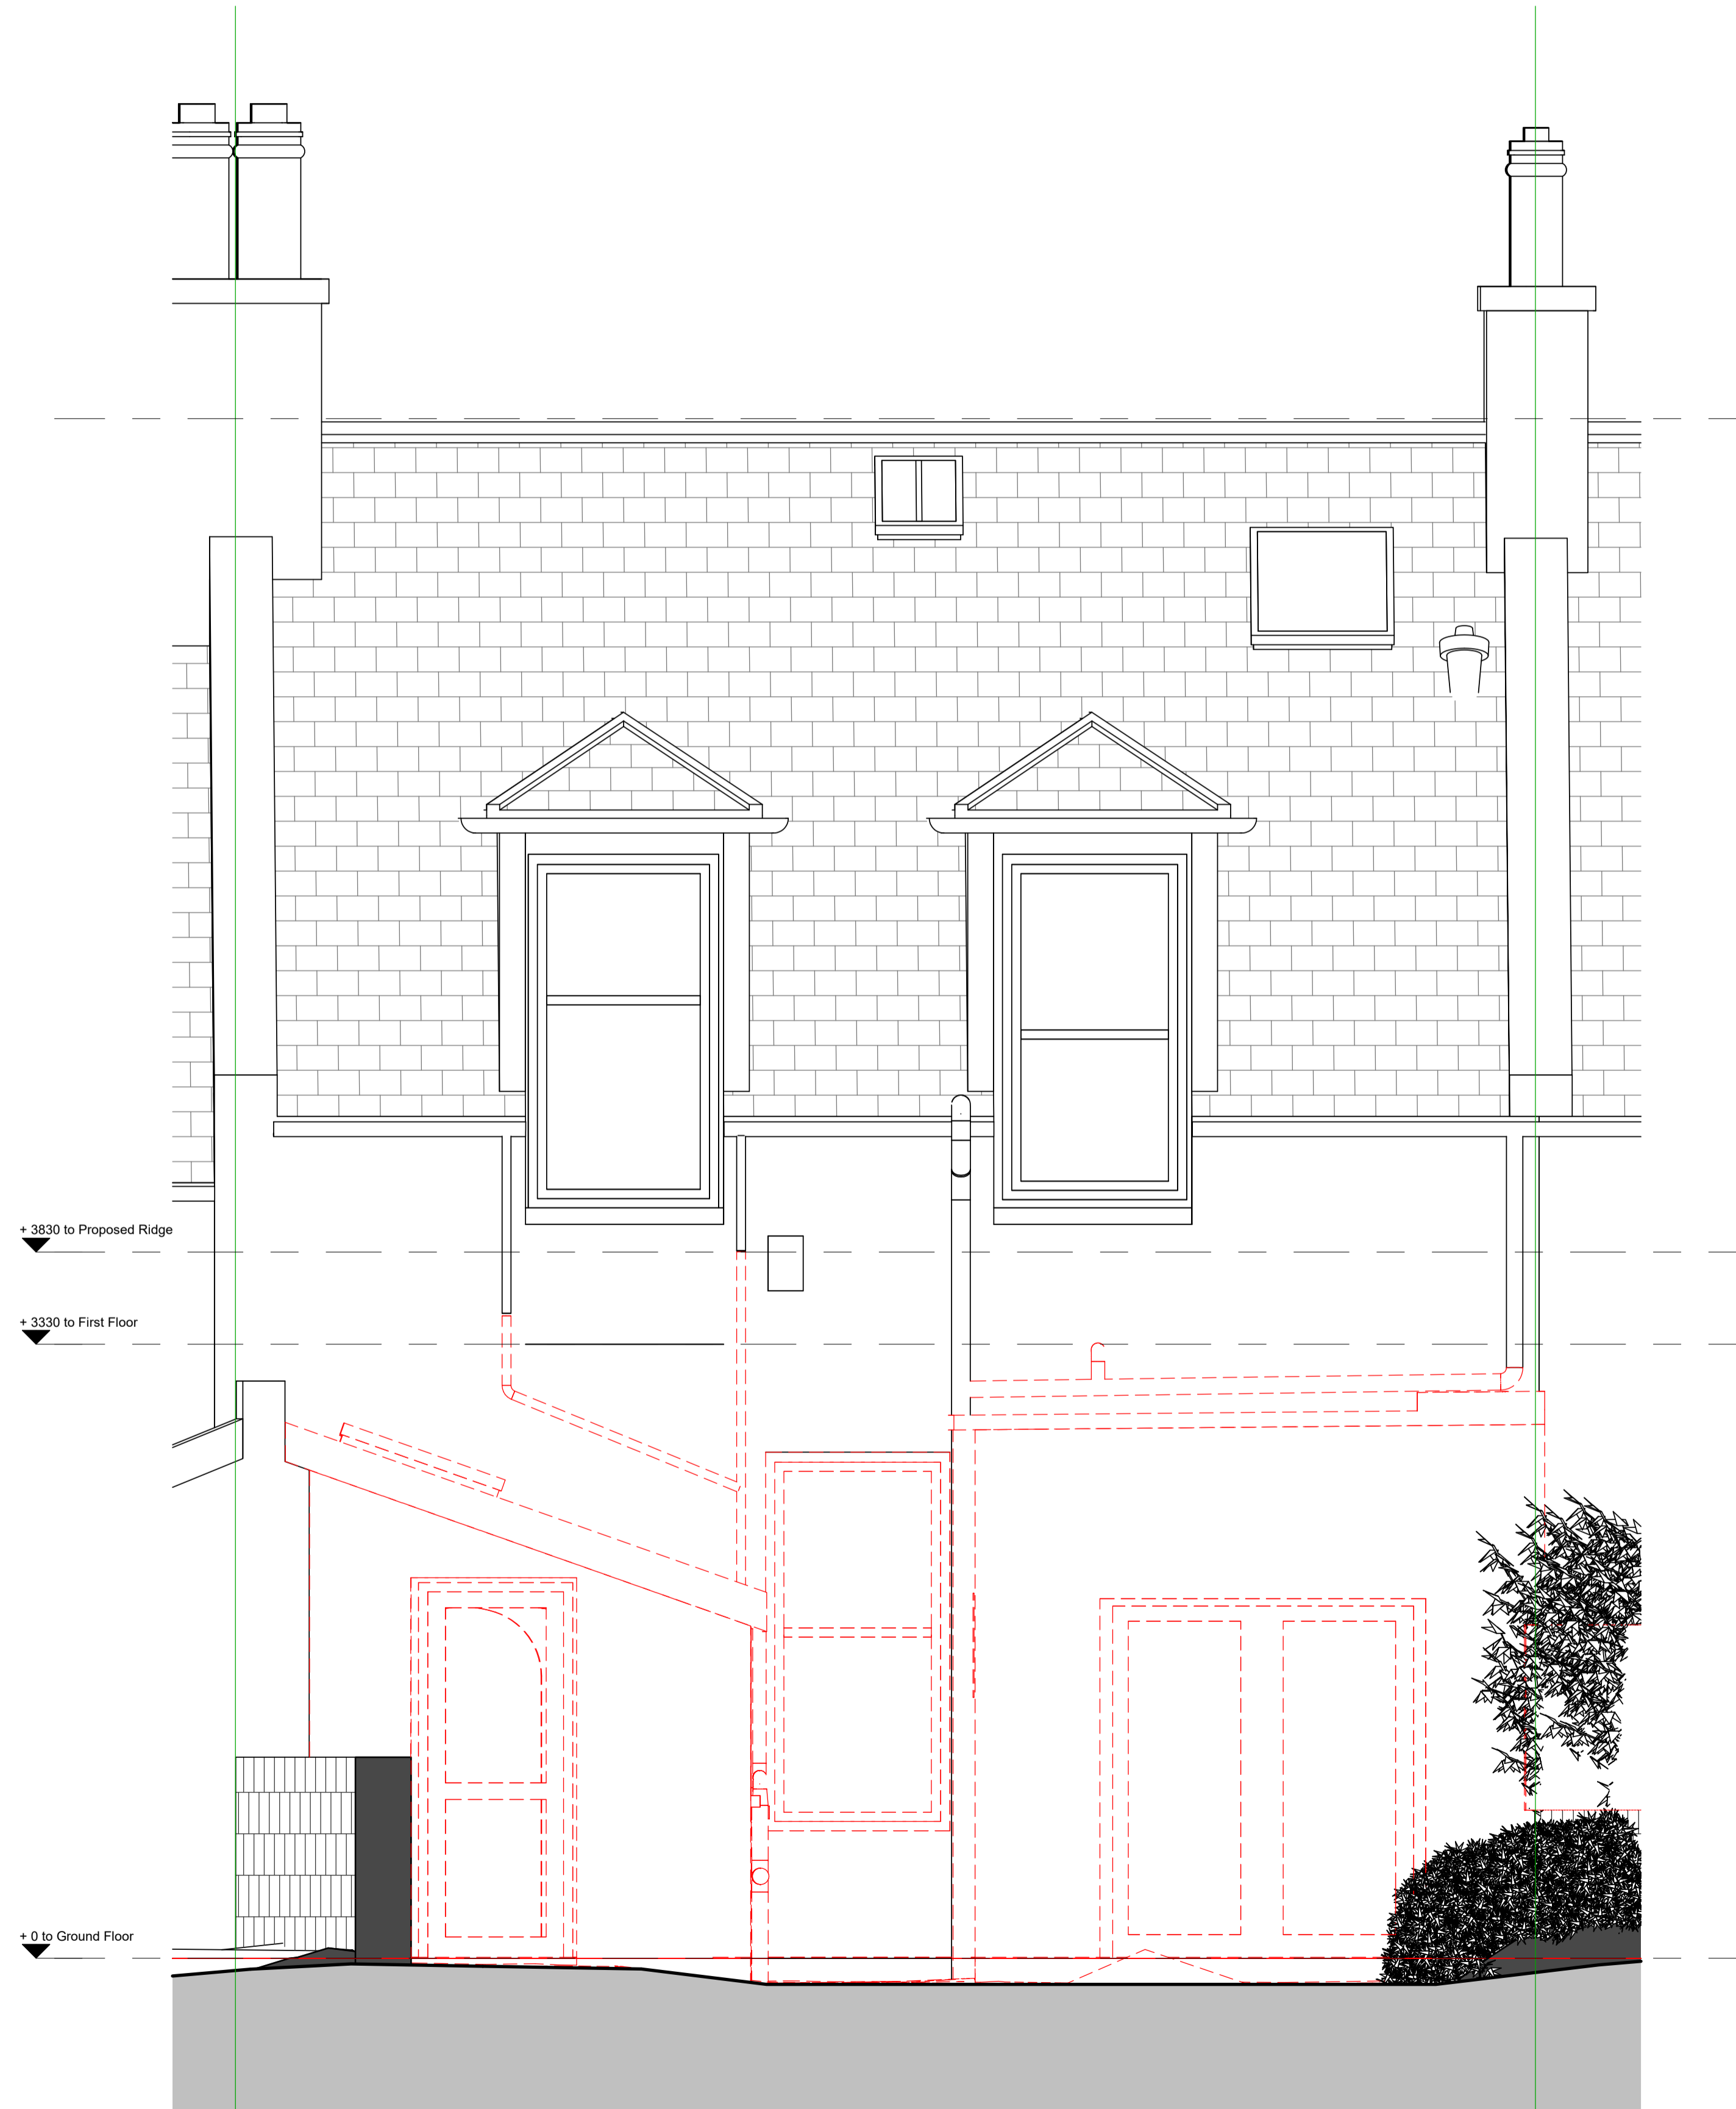 + 3830 to Proposed Ridge
+ 3330 to First Floor
+ 0 to Ground Floor